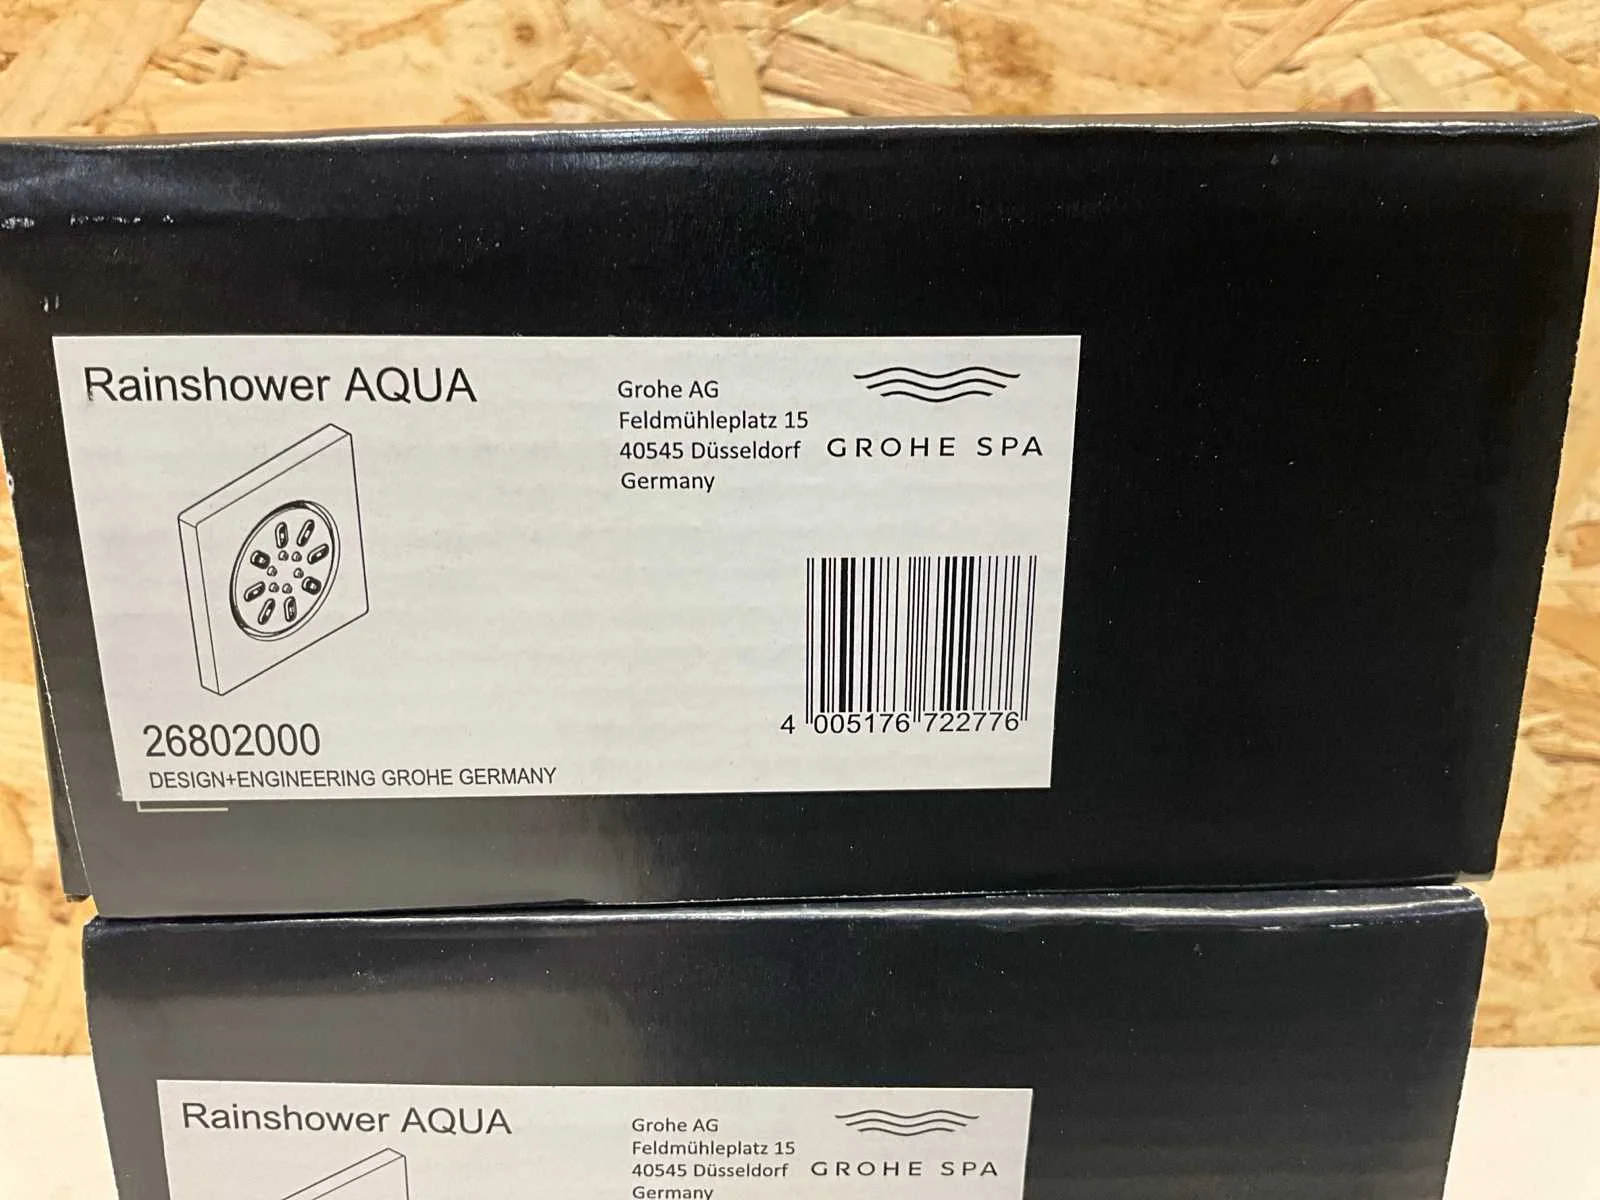 Rainshower AQUA
Grohe AG
Feldmühleplatz 15
40545 Düsseldorf
Germany
GROHE SPA
4 005176 722776
26802000
DESIGN+ENGINEERING GROHE GERMANY
Rainshower AQUA
Grohe AG
Feldmühleplatz 15
40545 Düsseldorf
Germany
GROHE SPA